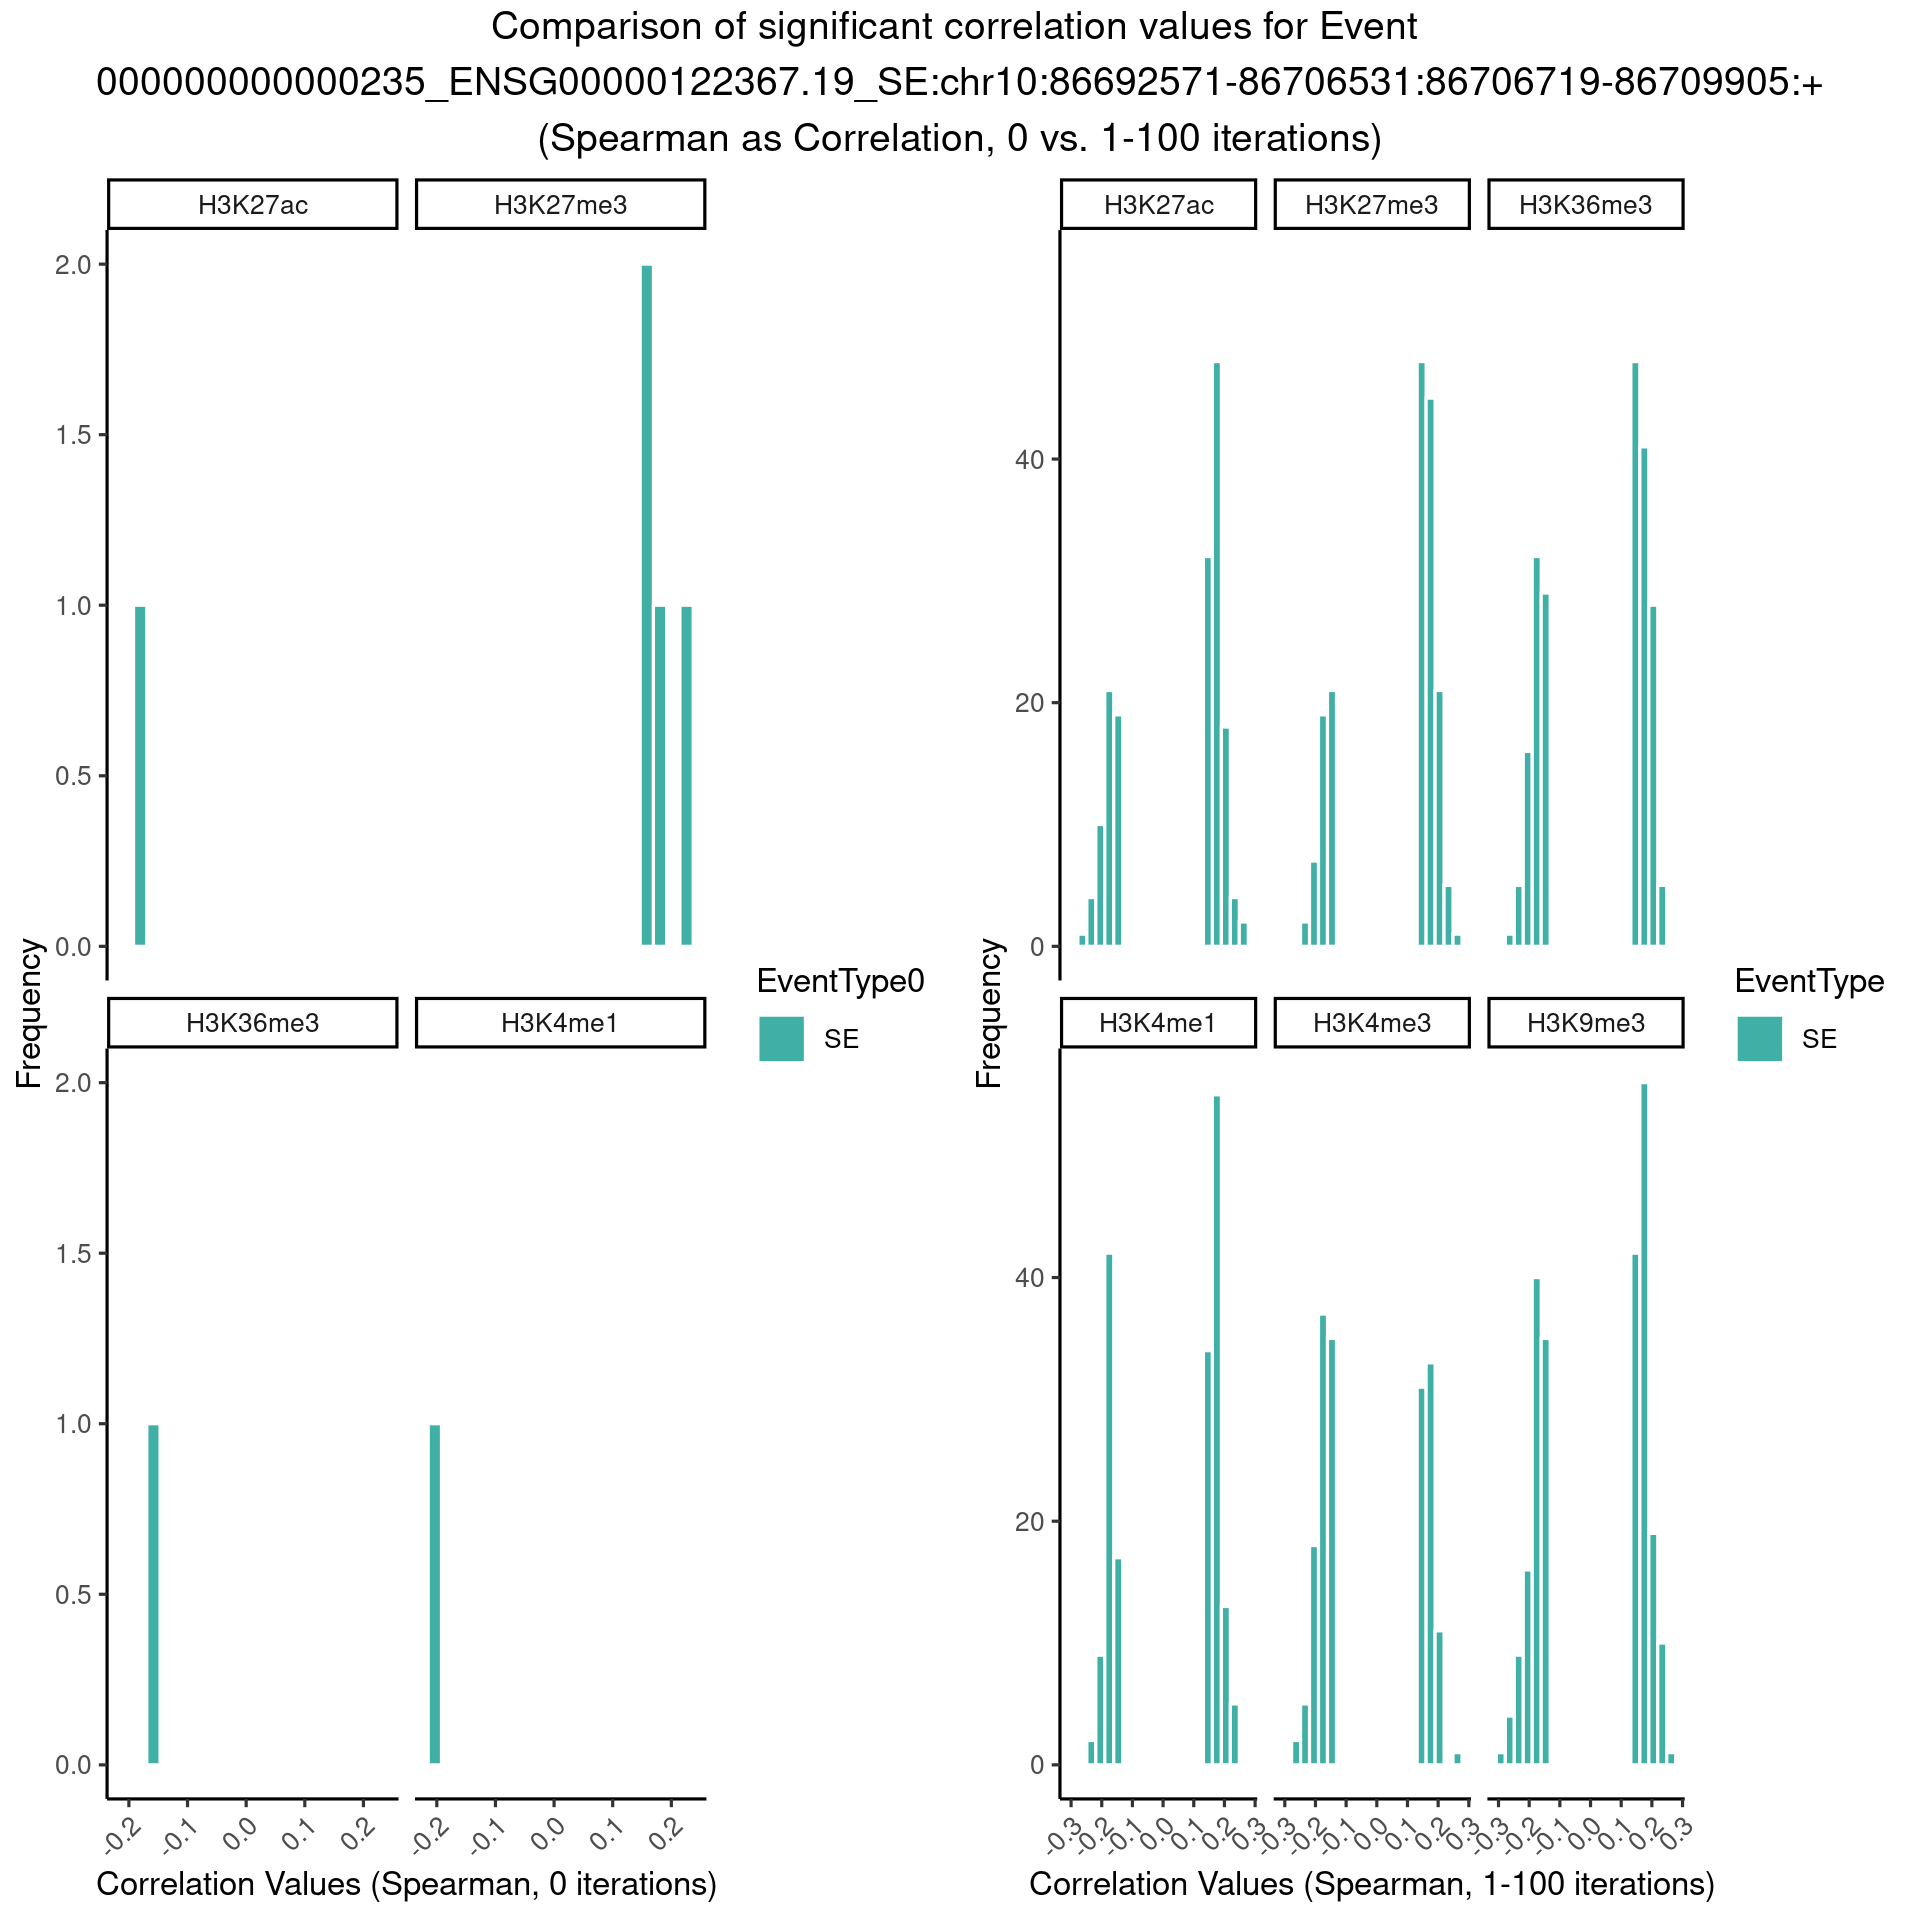 Comparison of significant correlation values for Event
000000000000235_ENSG00000122367.19_SE:chr10:86692571-86706531:86706719-86709905:+
(Spearman as Correlation, 0 vs. 1-100 iterations)
H3K27ac H3K27me3
2.0
1.5
1.0
0.5
0.0
H3K36me3 H3K4me1
2.0
1.5
1.0
0.5
0.0
-0.2 -0.1 0.0 0.1 0.2 -0.2 -0.1 0.0 0.1 0.2
Frequency
Correlation Values (Spearman, 0 iterations)
EventType0
SE
H3K27ac H3K27me3 H3K36me3
40
20
0
H3K4me1 H3K4me3 H3K9me3
40
20
0
-0.3 -0.2 -0.1 0.0 0.1 0.2 0.3 -0.3 -0.2 -0.1 0.0 0.1 0.2 0.3 -0.3 -0.2 -0.1 0.0 0.1 0.2 0.3
Frequency
Correlation Values (Spearman, 1-100 iterations)
EventType
SE